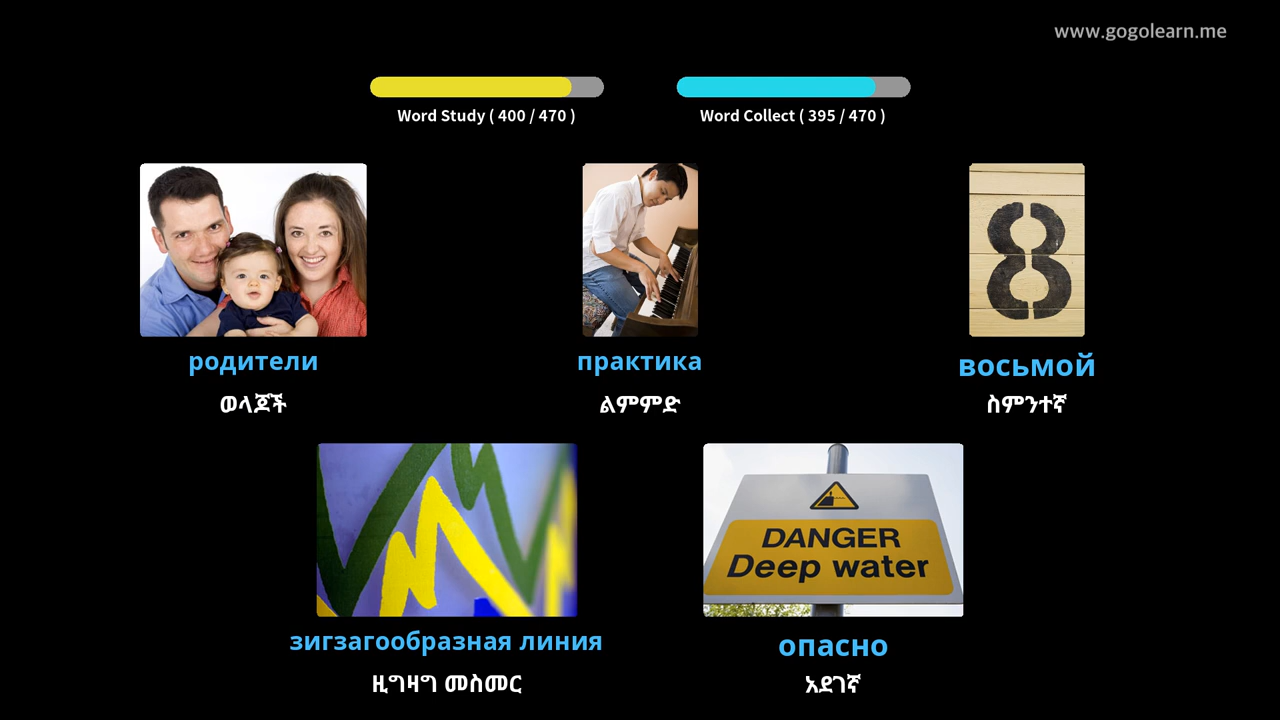 www.gogolearn.me
Word Study ( 400 / 470 )
Word Collect ( 395 / 470 )
8
родители
практика
восьмой
ወላጆች
ልምምድ
ስምንተኛ
DANGER
Deep water
зигзагообразная линия
опасно
ዚግዛግ መስመር
አደገኛ